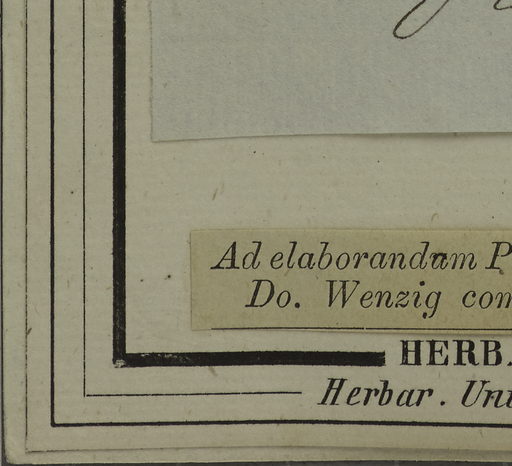 Ad elaborandam P
Do. Wenzig com
HERB.
Herbar. Uni